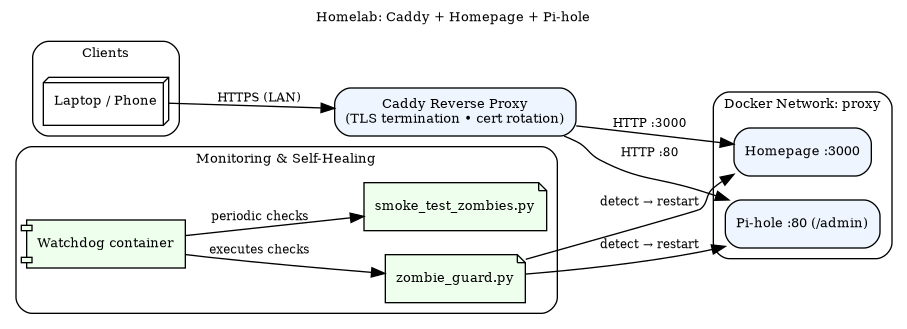 Homelab: Caddy + Homepage + Pi-hole
Clients
Laptop / Phone
HTTPS (LAN)
Caddy Reverse Proxy
(TLS termination • cert rotation)
HTTP :3000
HTTP :80
Docker Network: proxy
Homepage :3000
Pi-hole :80 (/admin)
Monitoring & Self-Healing
Watchdog container
periodic checks
executes checks
smoke_test_zombies.py
zombie_guard.py
detect → restart
detect → restart